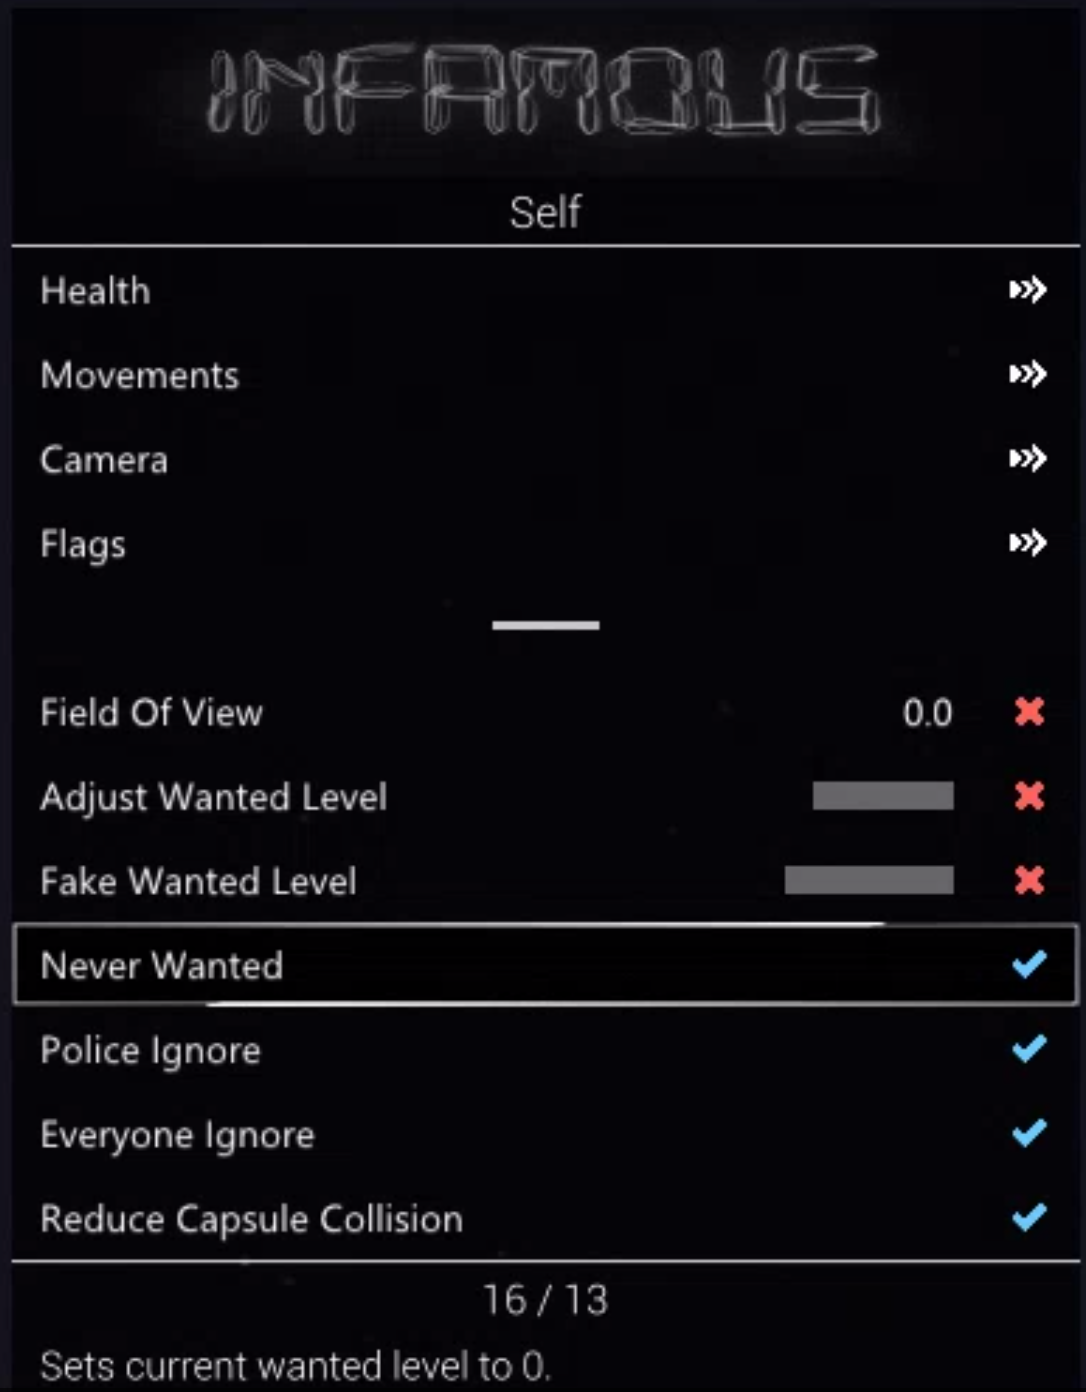 INFAMOUS
Self
Health
Movements
Camera
Flags
Field Of View 0.0
Adjust Wanted Level
Fake Wanted Level
Never Wanted
Police Ignore
Everyone Ignore
Reduce Capsule Collision
16 / 13
Sets current wanted level to 0.